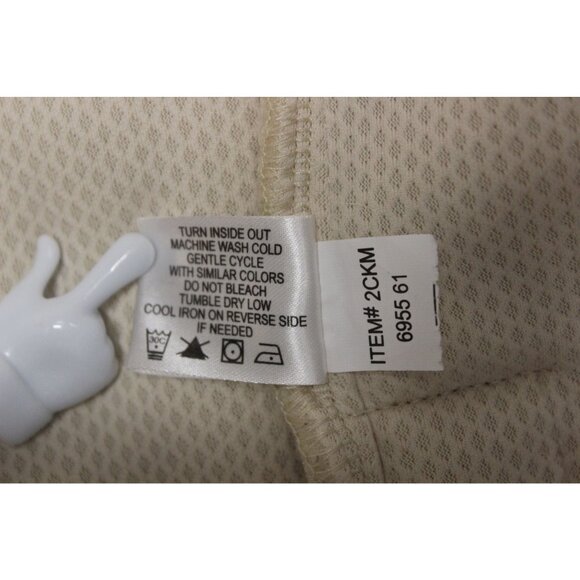 TURN INSIDE OUT
MACHINE WASH COLD
GENTLE CYCLE
WITH SIMILAR COLORS
DO NOT BLEACH
TUMBLE DRY LOW
COOL IRON ON REVERSE SIDE
IF NEEDED
30C
ITEM# 2CKM
6955 61